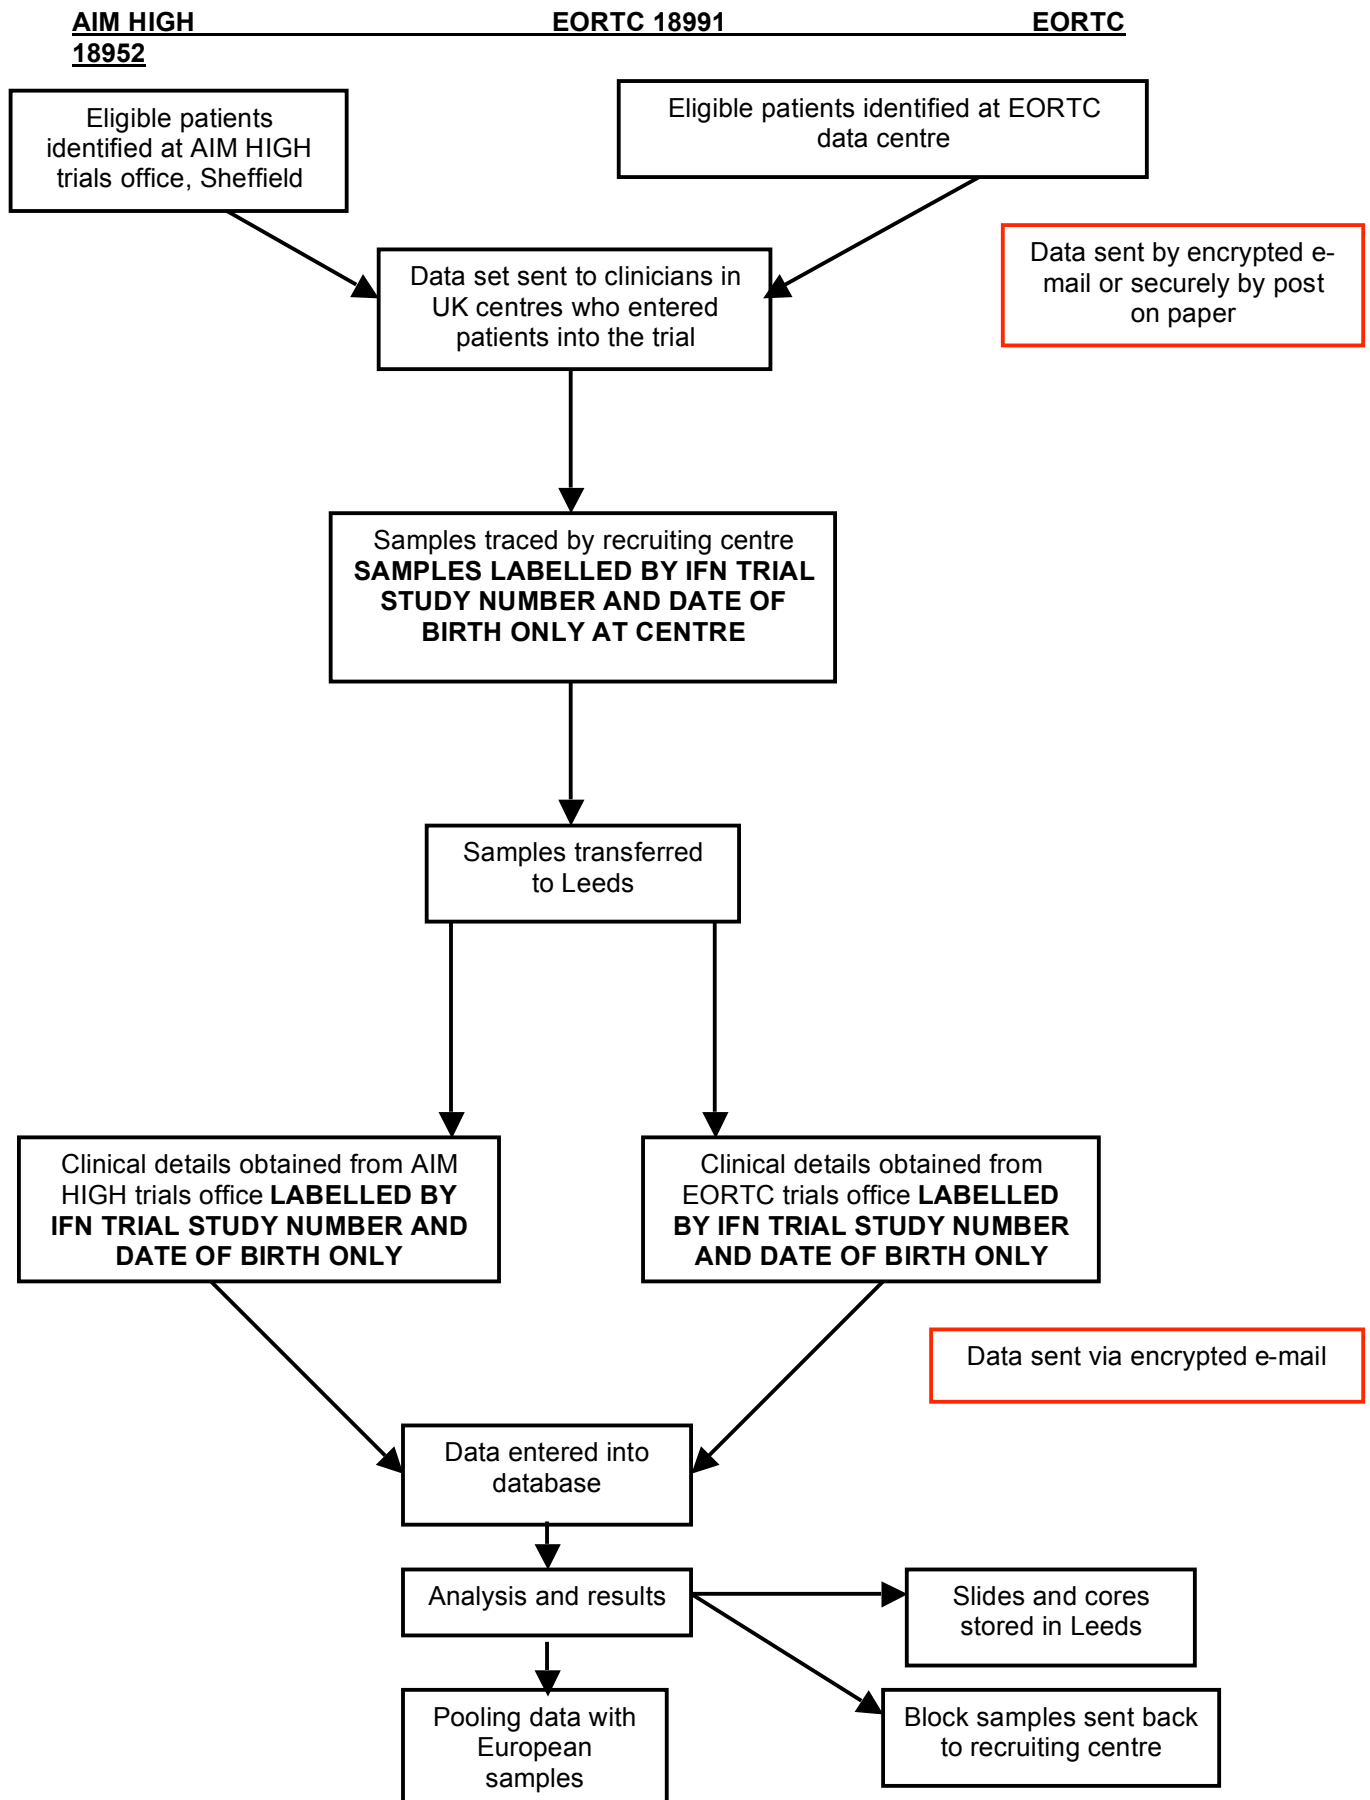 AIM HIGH EORTC 18991 EORTC
18952
Eligible patients
identified at AIM HIGH
trials office, Sheffield
Eligible patients identified at EORTC
data centre
Data sent by encrypted e-
mail or securely by post
on paper
Data set sent to clinicians in
UK centres who entered
patients into the trial
Samples traced by recruiting centre
SAMPLES LABELLED BY IFN TRIAL
STUDY NUMBER AND DATE OF
BIRTH ONLY AT CENTRE
Samples transferred
to Leeds
Clinical details obtained from AIM
HIGH trials office LABELLED BY
IFN TRIAL STUDY NUMBER AND
DATE OF BIRTH ONLY
Clinical details obtained from
EORTC trials office LABELLED
BY IFN TRIAL STUDY NUMBER
AND DATE OF BIRTH ONLY
Data sent via encrypted e-mail
Data entered into
database
Analysis and results
Slides and cores
stored in Leeds
Pooling data with
European
samples
Block samples sent back
to recruiting centre